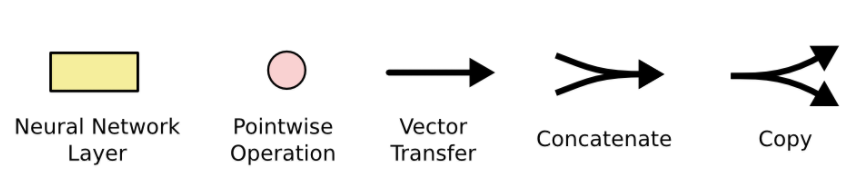 Neural Network
Layer
Pointwise
Operation
Vector
Transfer
Concatenate
Copy